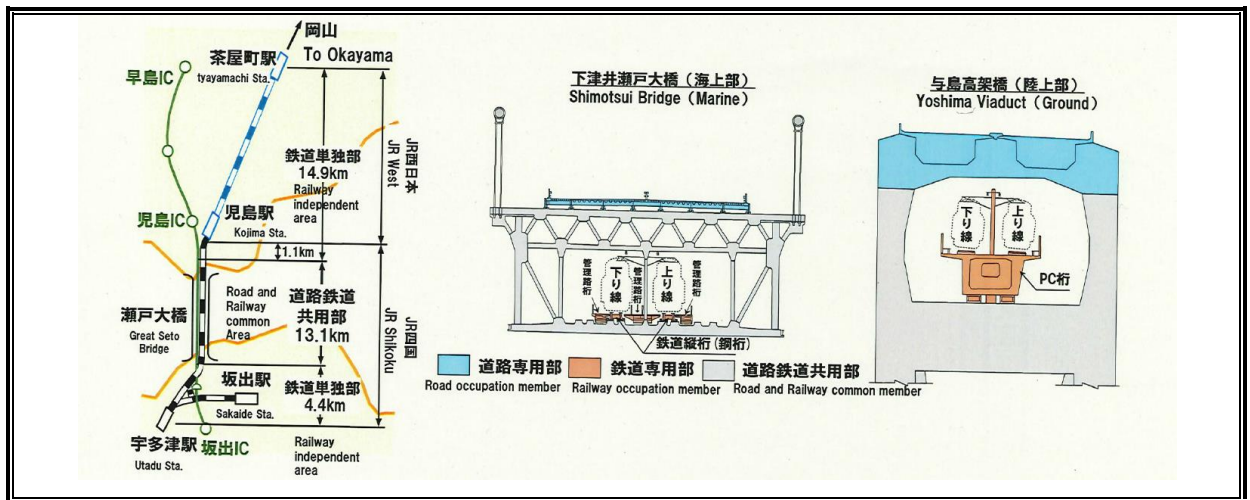 岡山
To Okayama
茶屋町駅
tyayamachi Sta.
早島IC
鉄道単独部
14.9km
Railway
independent
area
JR西日本
JR West
児島IC
児島駅
Kojima Sta.
1.1km
瀬戸大橋
Great Seto
Bridge
Road and
Railway
common
Area
道路鉄道
共用部
13.1km
JR四国
JR Shikoku
坂出駅
Sakaide Sta.
鉄道単独部
4.4km
宇多津駅
Utadu Sta.
坂出IC
Railway
independent
area
下津井瀬戸大橋（海上部）
Shimotsui Bridge（Marine）
管理路桁
下り線
管理路桁
上り線
管理路桁
鉄道縦桁（鋼桁）
与島高架橋（陸上部）
Yoshima Viaduct（Ground）
下り線
上り線
PC桁
道路専用部
Road occupation member
鉄道専用部
Railway occupation member
道路鉄道共用部
Road and Railway common member